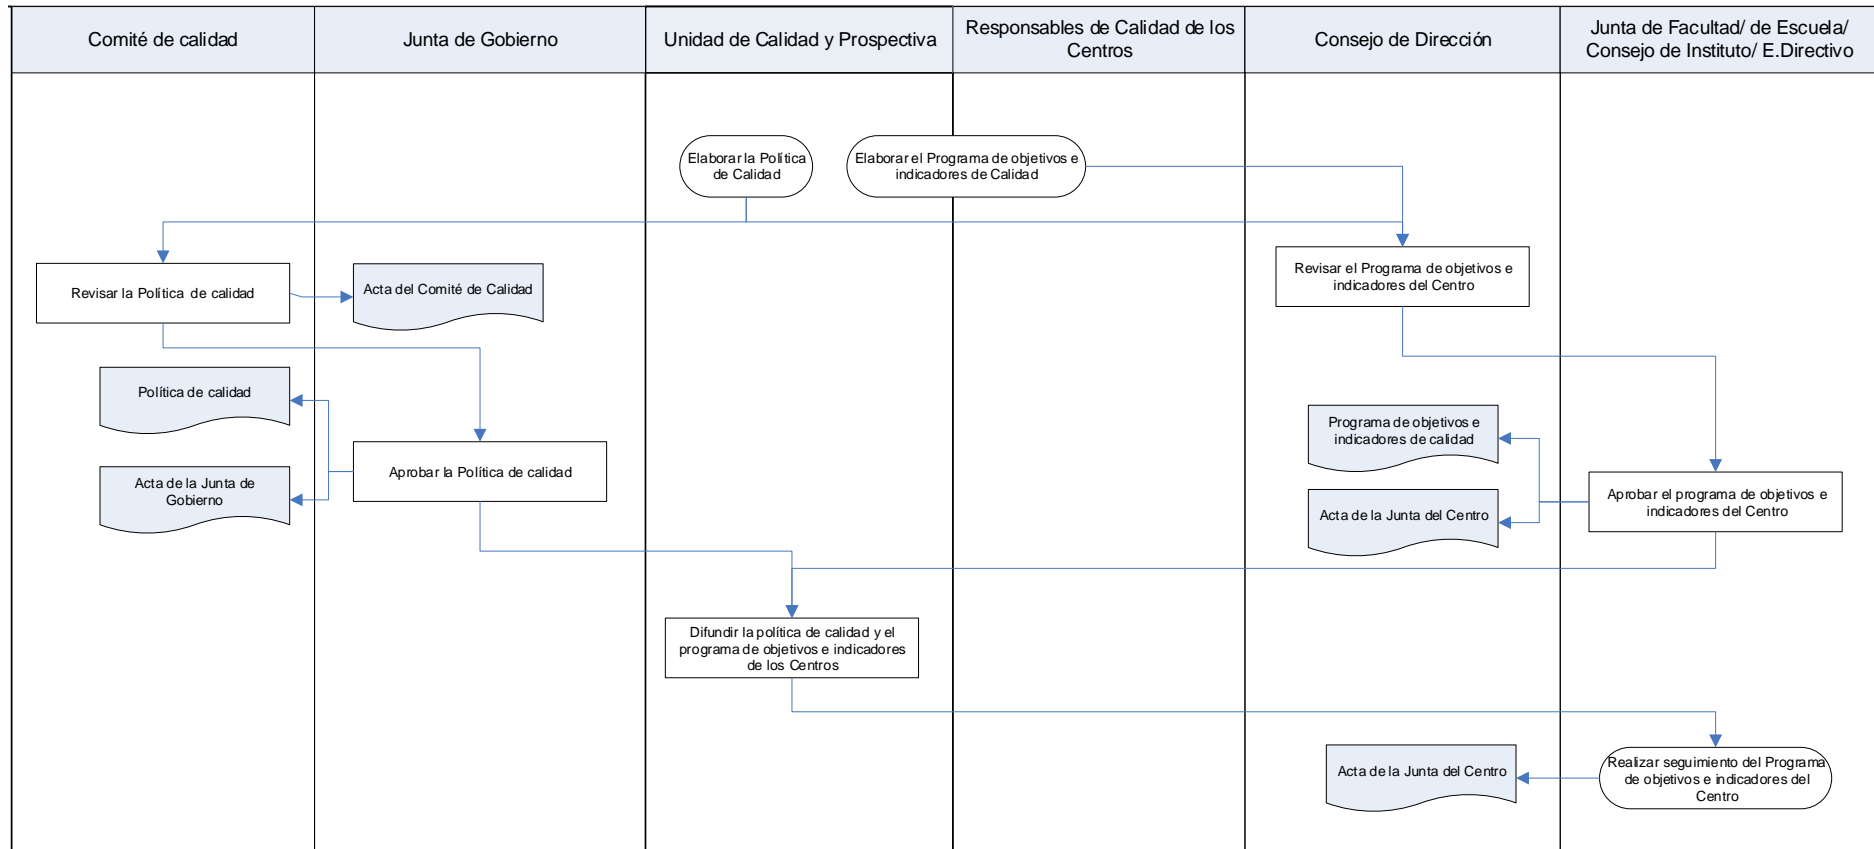 Comité de calidad
Junta de Gobierno
Unidad de Calidad y Prospectiva
Responsables de Calidad de los
Centros
Consejo de Dirección
Junta de Facultad/ de Escuela/
Consejo de Instituto/ E.Directivo
Elaborar la Política
de Calidad
Elaborar el Programa de objetivos e
indicadores de Calidad
Revisar la Política de calidad
Acta del Comité de Calidad
Revisar el Programa de objetivos e
indicadores del Centro
Política de calidad
Acta de la Junta de
Gobierno
Aprobar la Política de calidad
Programa de objetivos e
indicadores de calidad
Acta de la Junta del Centro
Aprobar el programa de objetivos e
indicadores del Centro
Difundir la política de calidad y el
programa de objetivos e indicadores
de los Centros
Acta de la Junta del Centro
Realizar seguimiento del Programa
de objetivos e indicadores del
Centro